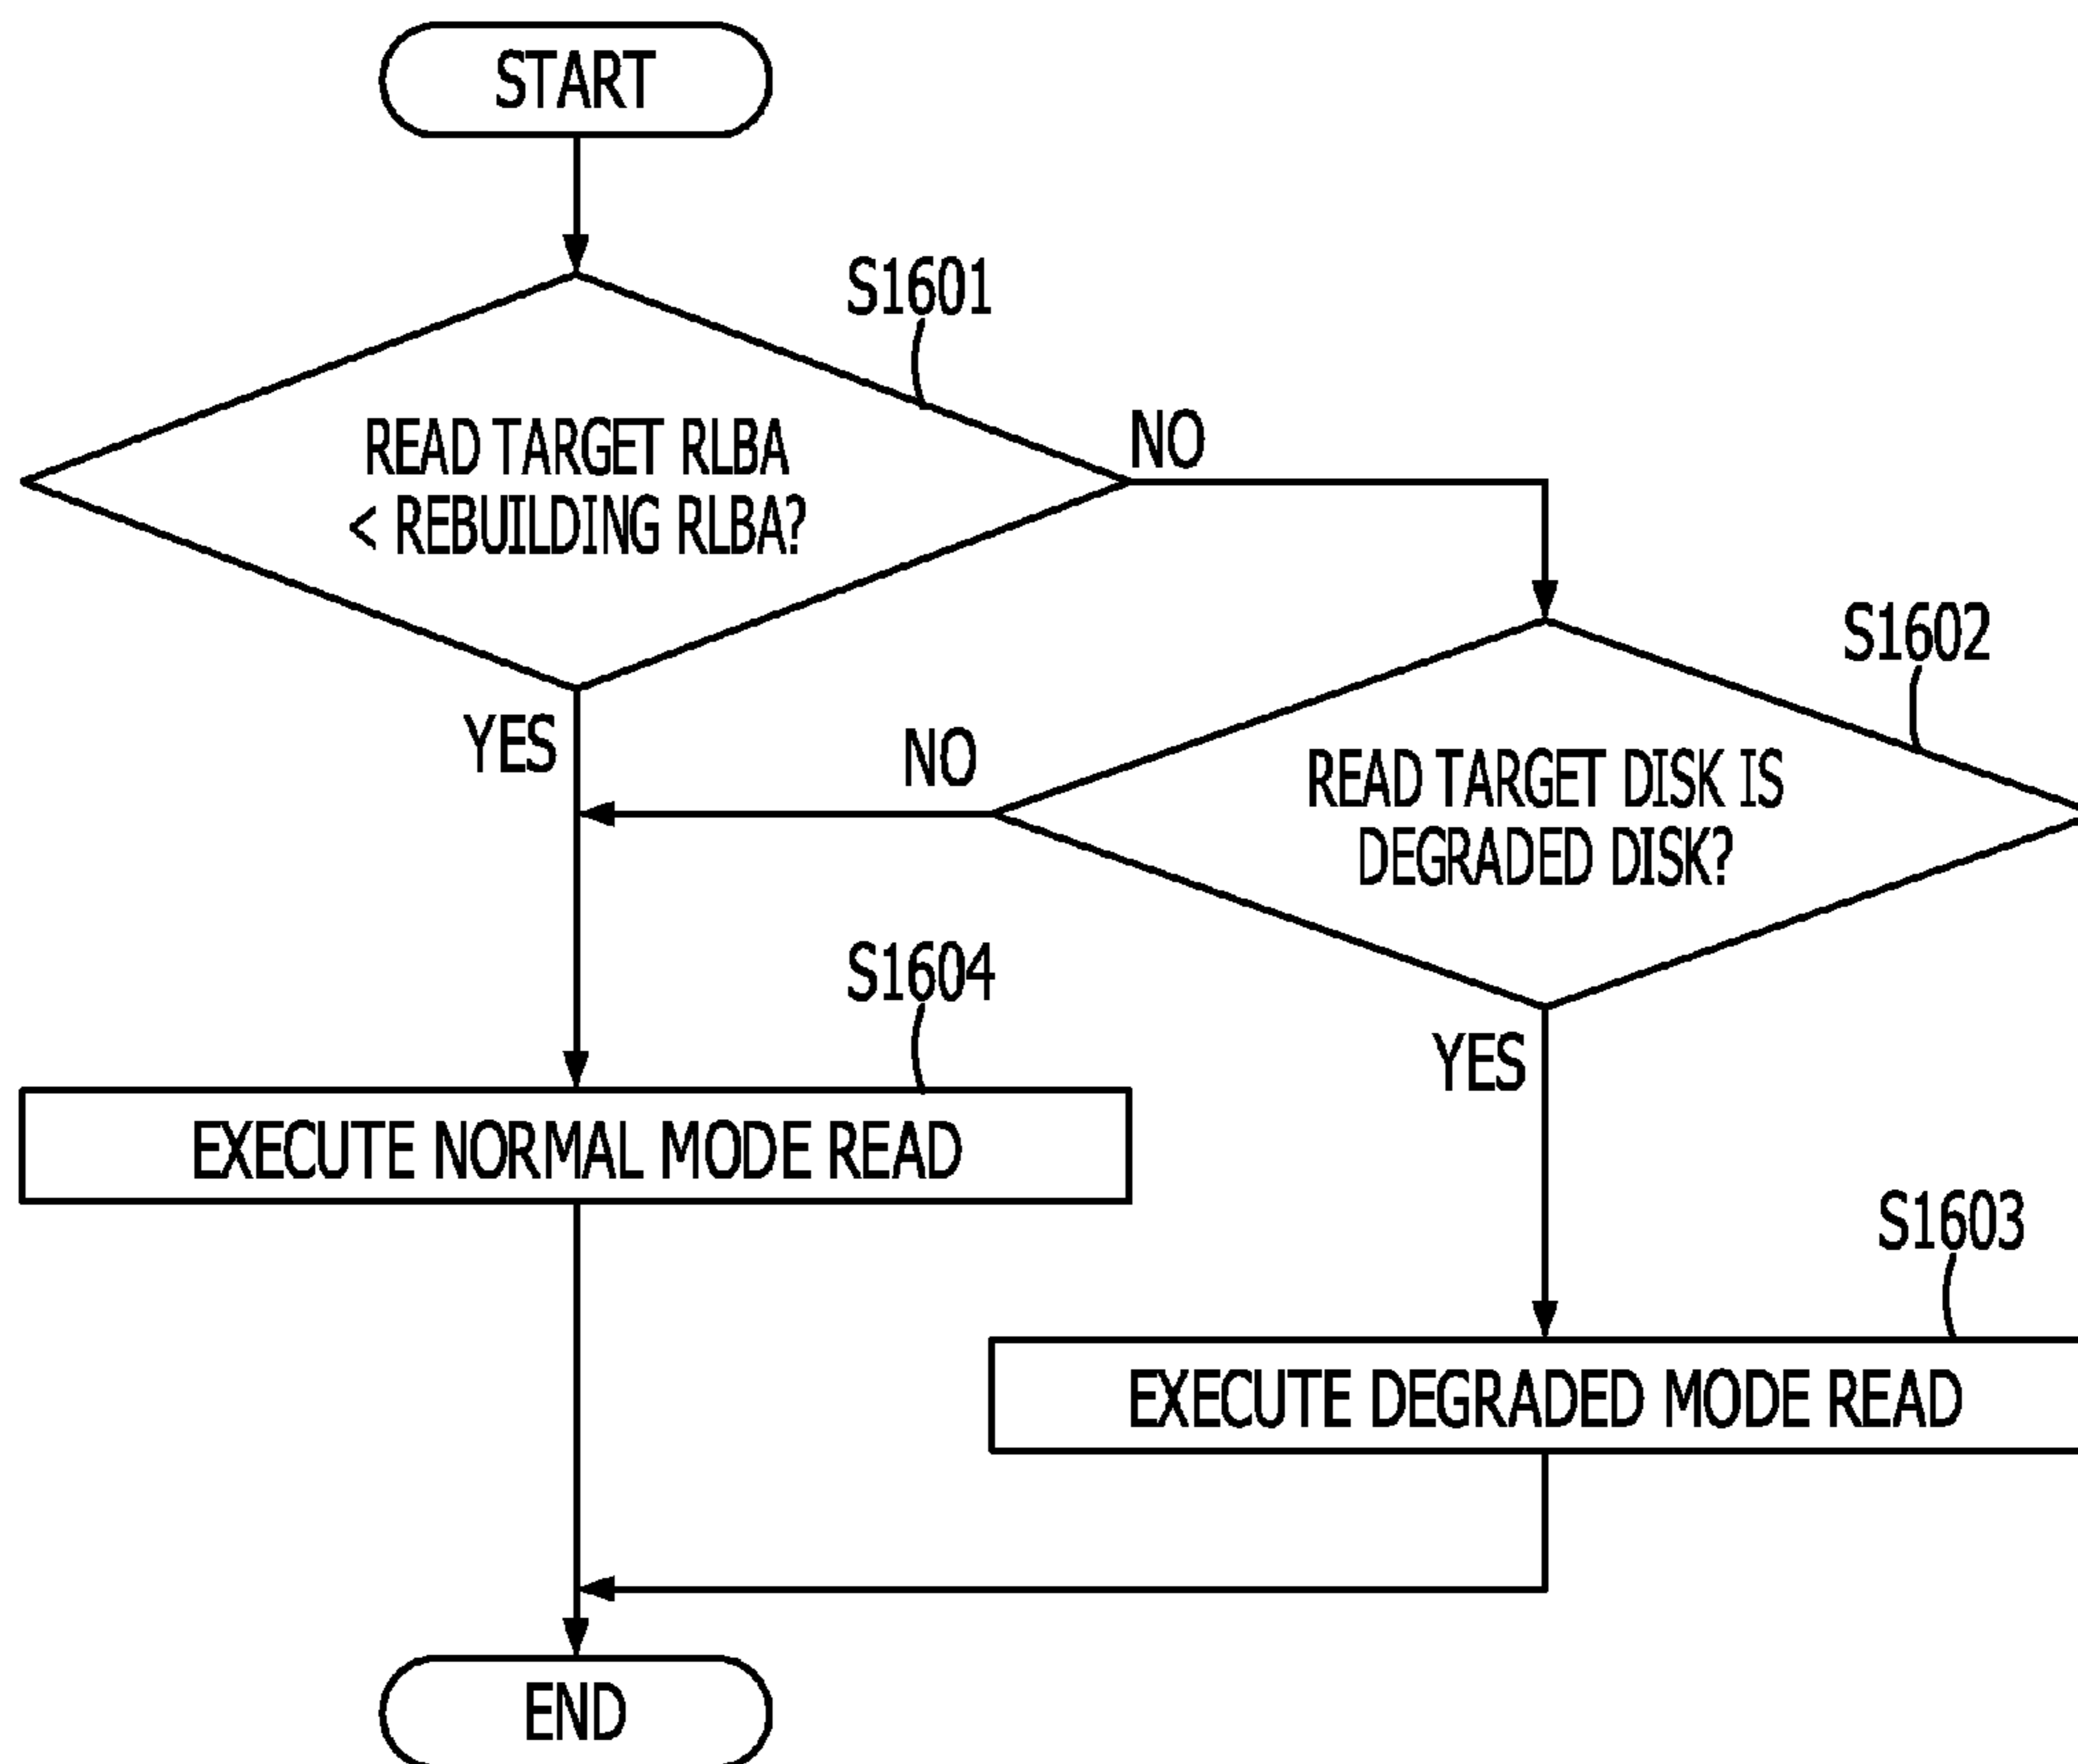 START
S1601
READ TARGET RLBA
< REBUILDING RLBA?
NO
YES
S1602
READ TARGET DISK IS
DEGRADED DISK?
NO
YES
S1604
EXECUTE NORMAL MODE READ
S1603
EXECUTE DEGRADED MODE READ
END